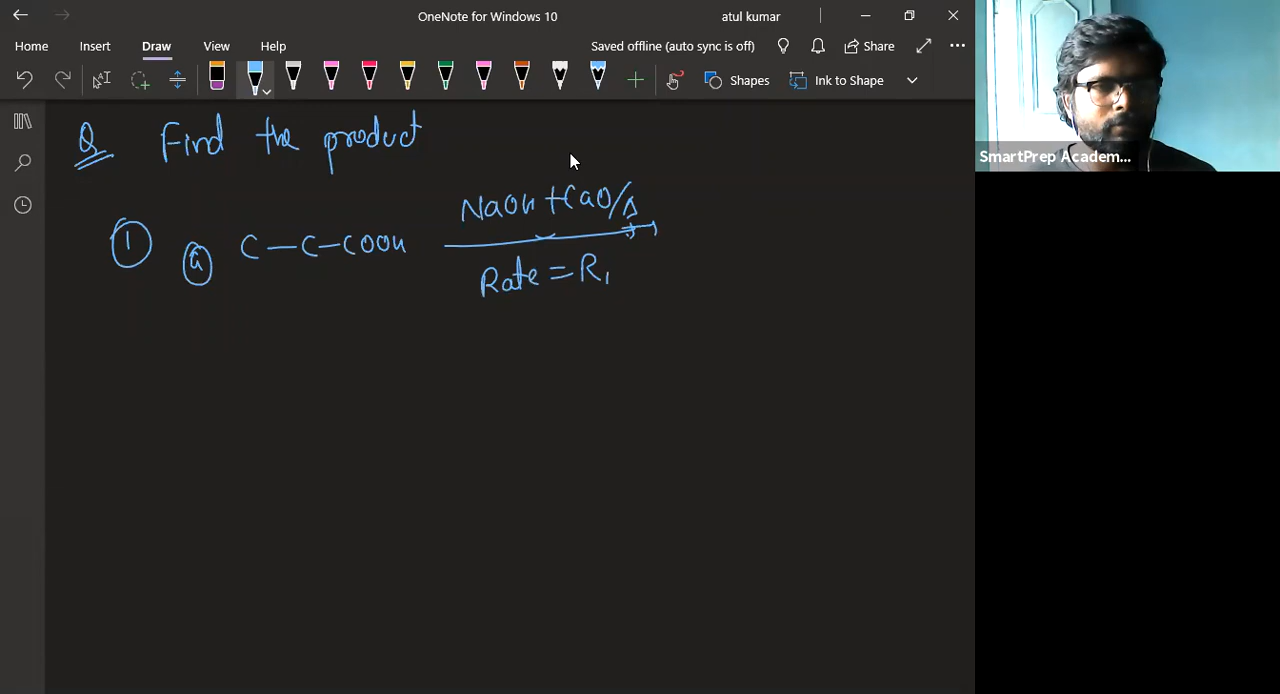 OneNote for Windows 10
atul kumar
Home Insert Draw View Help
Saved offline (auto sync is off)
Share
Shapes
Ink to Shape
SmartPrep Academ...
Q Find the product
① ⓐ C—C—COOH
NaOH + CaO/Δ
Rate = R₁